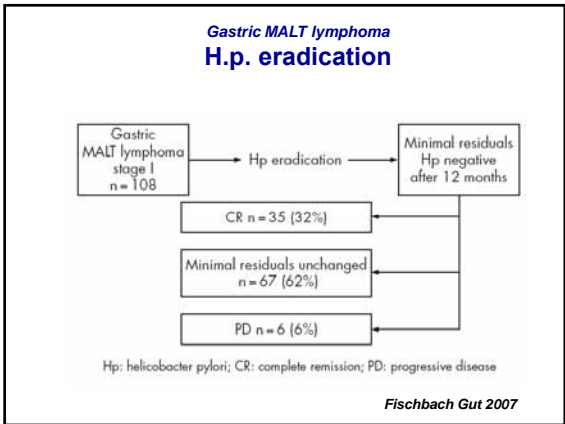 Gastric MALT lymphoma
H.p. eradication
Gastric
MALT lymphoma
stage I
n = 108
Hp eradication
Minimal residuals
Hp negative
after 12 months
CR n = 35 (32%)
Minimal residuals unchanged
n = 67 (62%)
PD n = 6 (6%)
Hp: helicobacter pylori; CR: complete remission; PD: progressive disease
Fischbach Gut 2007